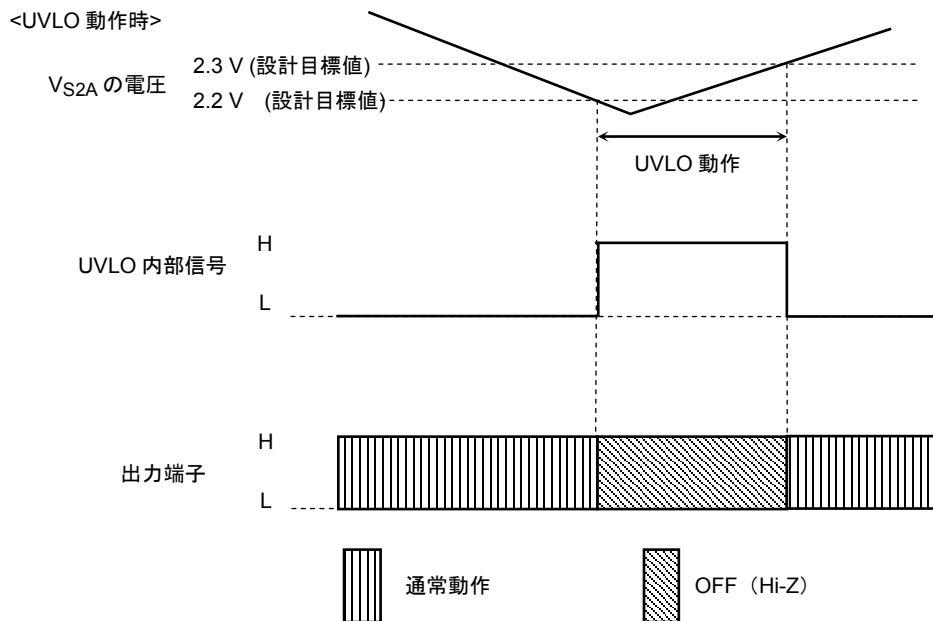 <UVLO 動作時>
2.3 V (設計目標値)
VS2A の電圧
2.2 V (設計目標値)
UVLO 動作
H
UVLO 内部信号
L
H
出力端子
L
通常動作
OFF（Hi-Z）